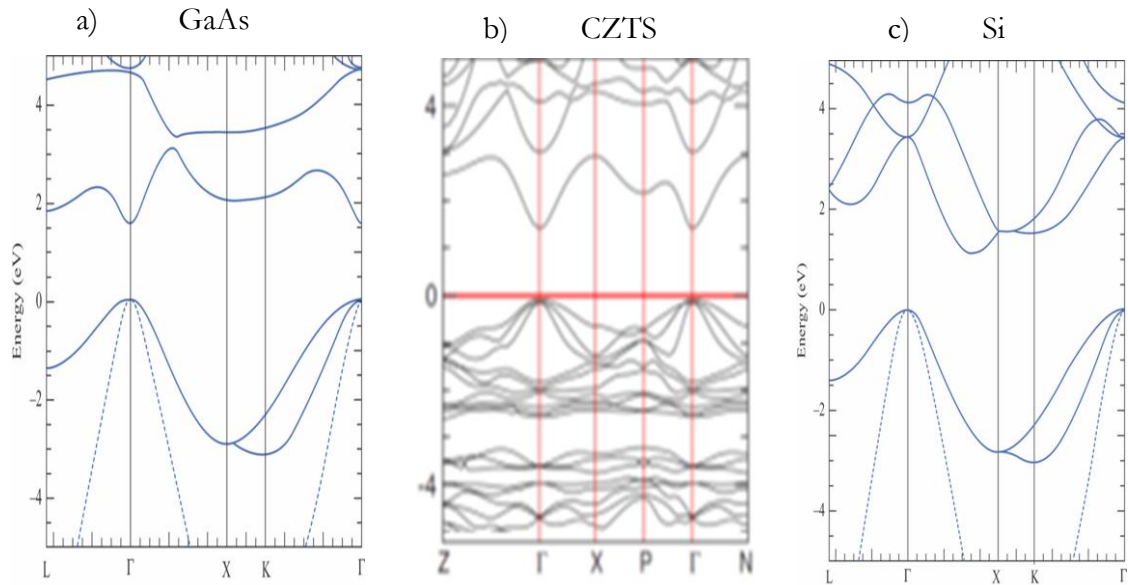 a) GaAs
Energy (eV)
4
2
0
−2
−4
L Γ X K Γ
b) CZTS
4
0
-4
Z Γ X P Γ N
c) Si
Energy (eV)
4
2
0
−2
−4
L Γ X K Γ